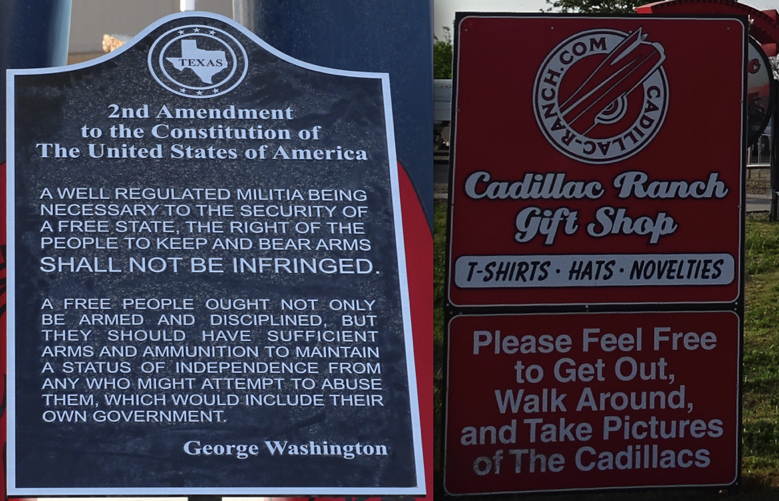 TEXAS
2nd Amendment
to the Constitution of
The United States of America
A WELL REGULATED MILITIA BEING
NECESSARY TO THE SECURITY OF
A FREE STATE, THE RIGHT OF THE
PEOPLE TO KEEP AND BEAR ARMS
SHALL NOT BE INFRINGED.
A FREE PEOPLE OUGHT NOT ONLY
BE ARMED AND DISCIPLINED, BUT
THEY SHOULD HAVE SUFFICIENT
ARMS AND AMMUNITION TO MAINTAIN
A STATUS OF INDEPENDENCE FROM
ANY WHO MIGHT ATTEMPT TO ABUSE
THEM, WHICH WOULD INCLUDE THEIR
OWN GOVERNMENT.
George Washington
CADILLAC-RANCH.COM
Cadillac Ranch
Gift Shop
T-SHIRTS · HATS · NOVELTIES
Please Feel Free
to Get Out,
Walk Around,
and Take Pictures
of The Cadillacs